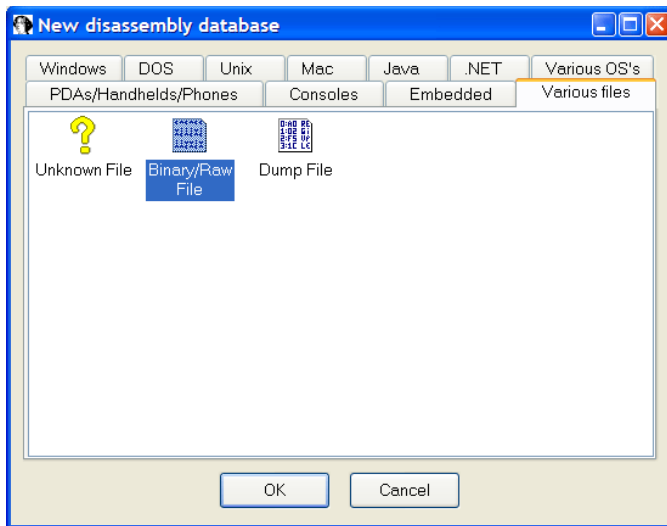 New disassembly database
Windows DOS Unix Mac Java .NET Various OS's
PDAs/Handhelds/Phones Consoles Embedded Various files
Unknown File Binary/Raw File Dump File
OK Cancel